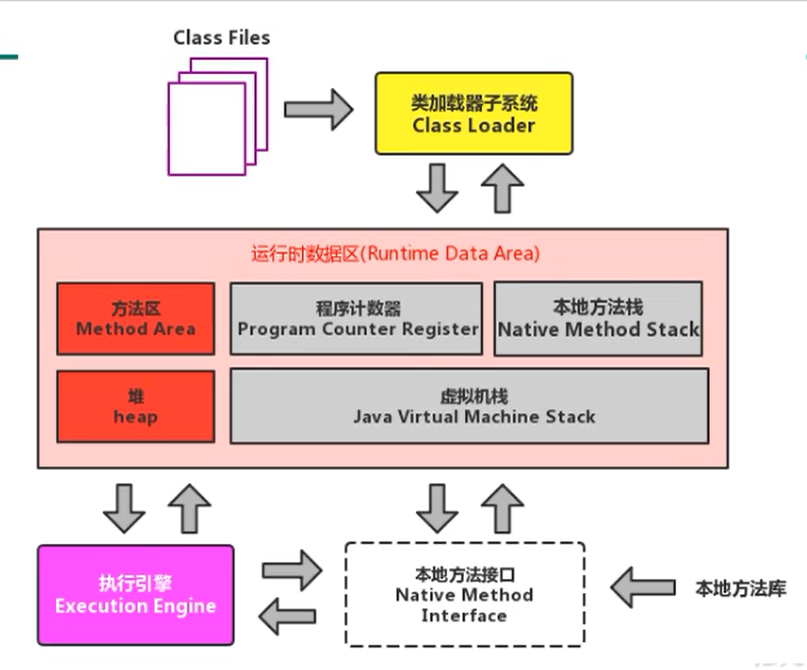 Class Files
类加载器子系统
Class Loader
运行时数据区(Runtime Data Area)
方法区
Method Area
程序计数器
Program Counter Register
本地方法栈
Native Method Stack
堆
heap
虚拟机栈
Java Virtual Machine Stack
执行引擎
Execution Engine
本地方法接口
Native Method
Interface
本地方法库